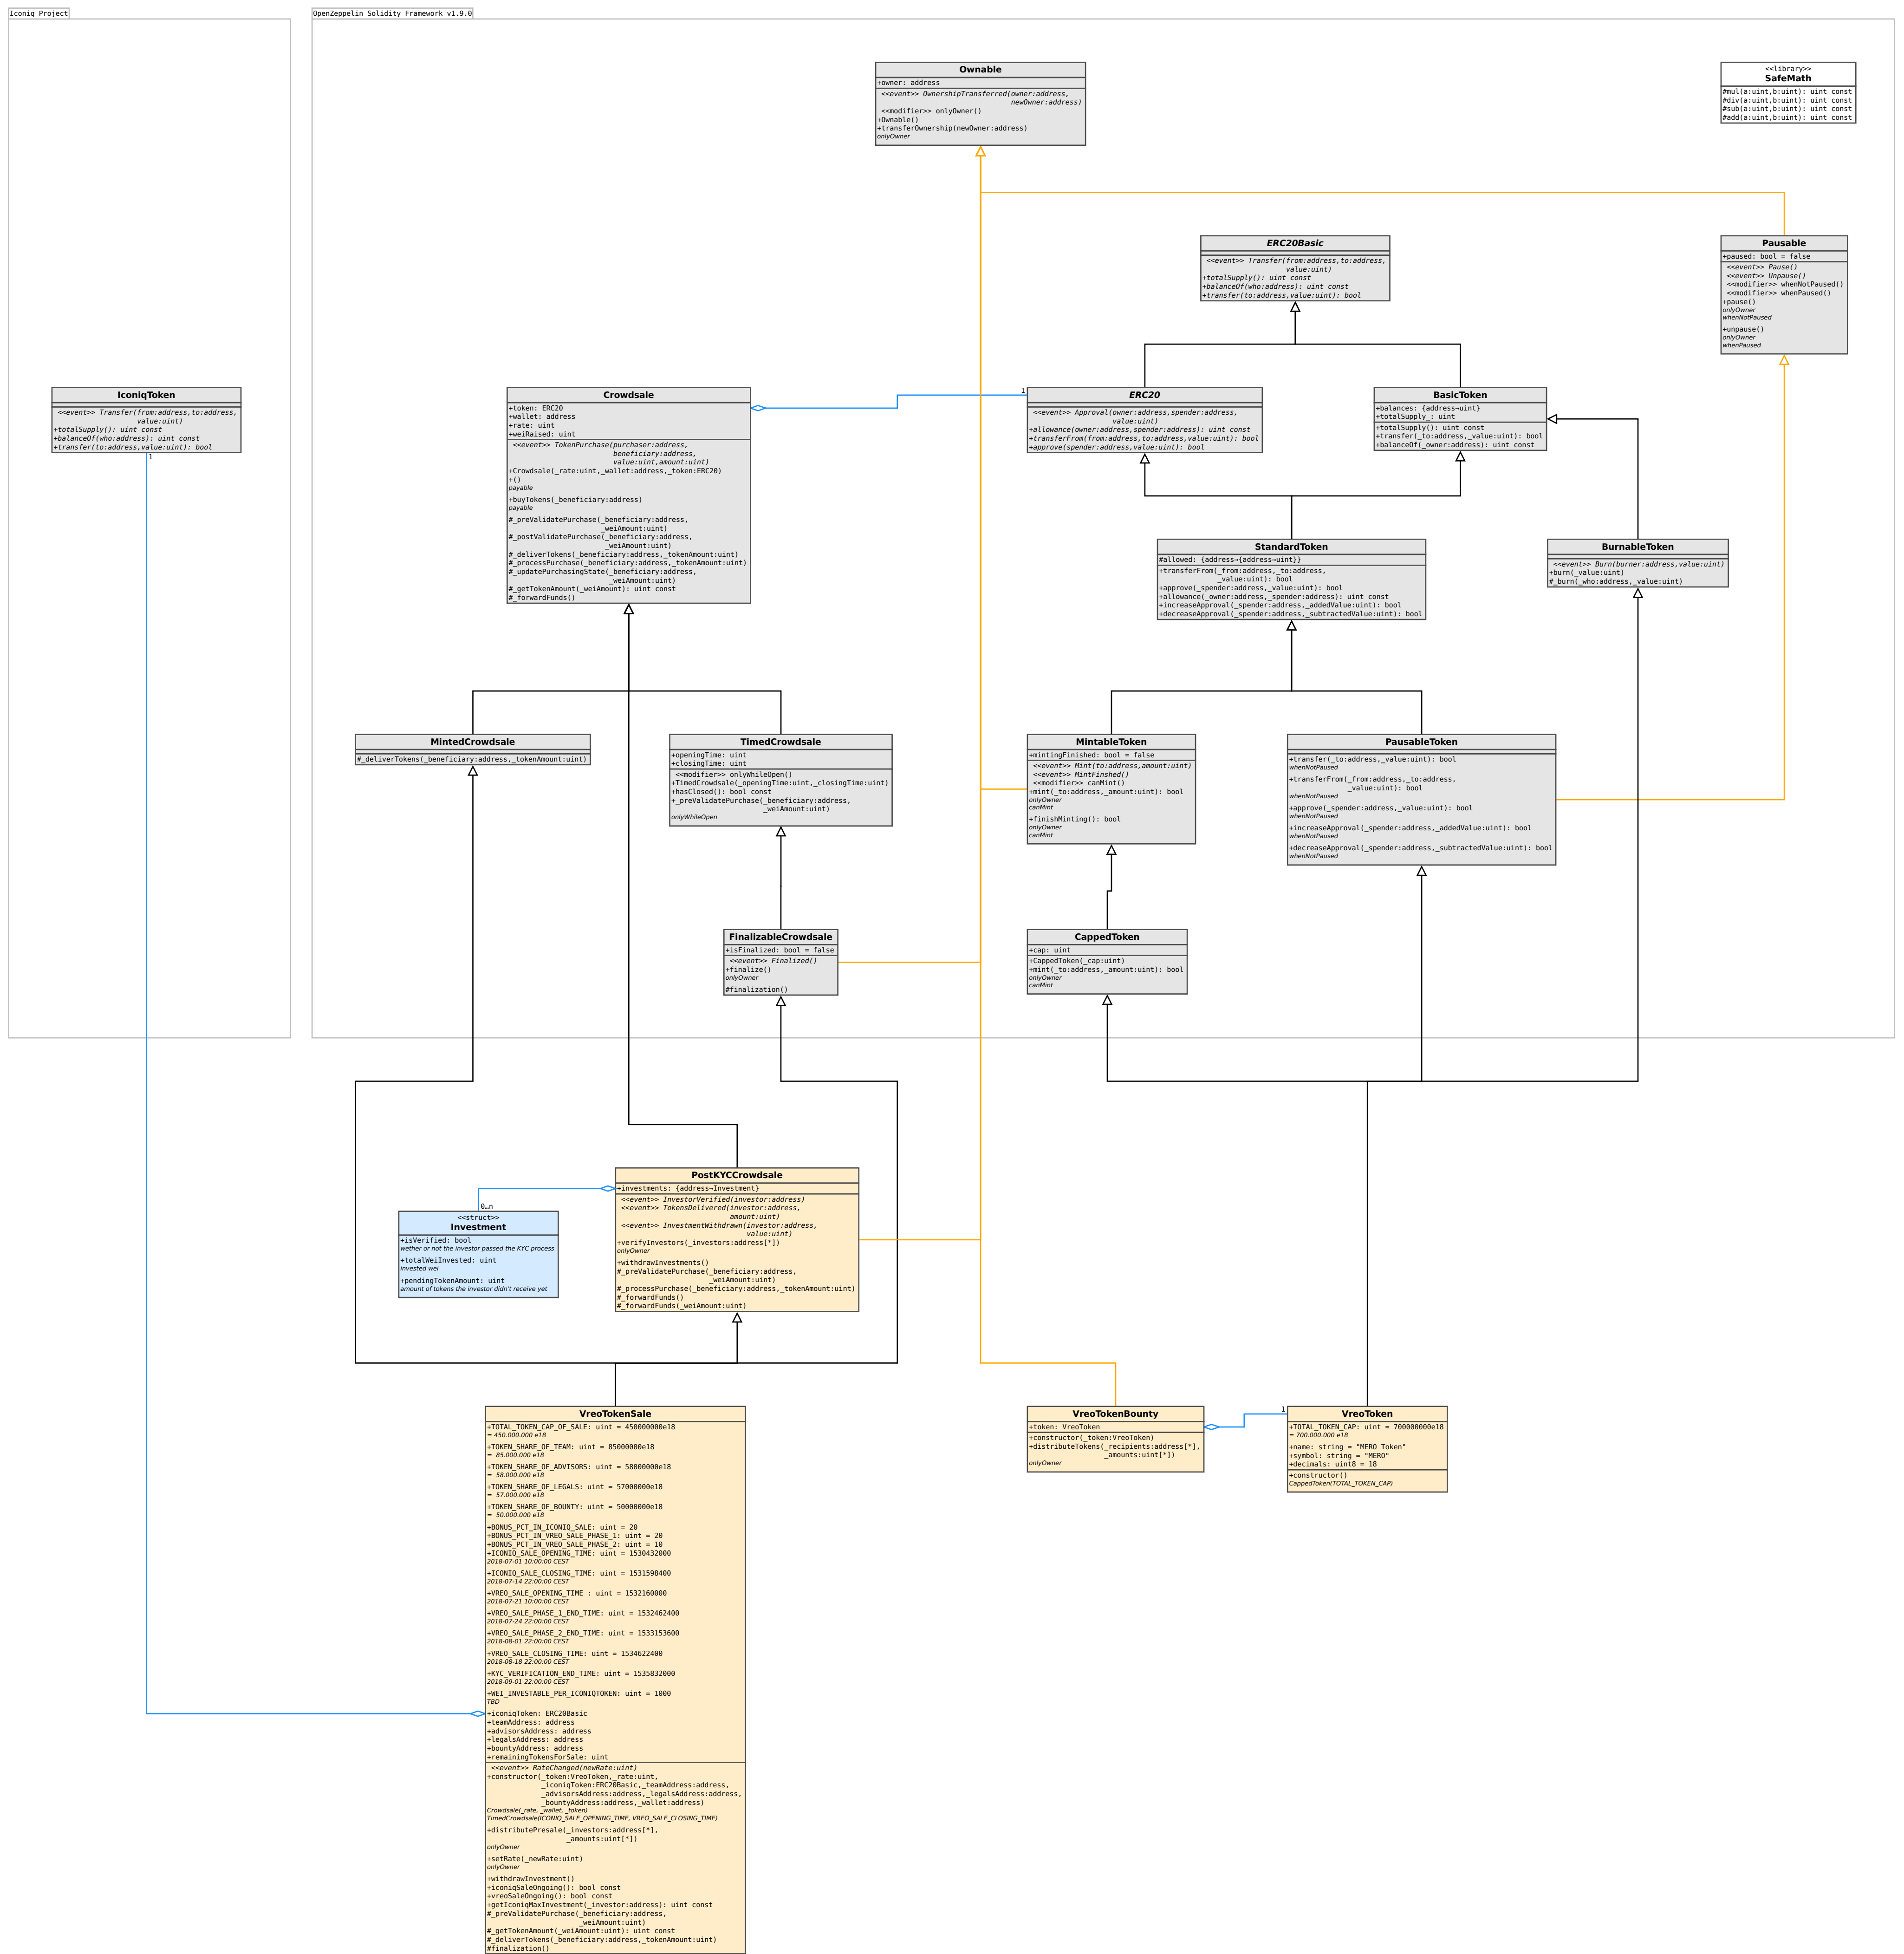 Iconiq Project
OpenZeppelin Solidity Framework v1.9.0
Ownable
+owner: address
<<event>> OwnershipTransferred(owner:address,
newOwner:address)
<<modifier>> onlyOwner()
+Ownable()
+transferOwnership(newOwner:address)
onlyOwner
<<library>>
SafeMath
#mul(a:uint,b:uint): uint const
#div(a:uint,b:uint): uint const
#sub(a:uint,b:uint): uint const
#add(a:uint,b:uint): uint const
ERC20Basic
<<event>> Transfer(from:address,to:address,
value:uint)
+totalSupply(): uint const
+balanceOf(who:address): uint const
+transfer(to:address,value:uint): bool
Pausable
+paused: bool = false
<<event>> Pause()
<<event>> Unpause()
<<modifier>> whenNotPaused()
<<modifier>> whenPaused()
+pause()
onlyOwner
whenNotPaused
+unpause()
onlyOwner
whenPaused
IconiqToken
<<event>> Transfer(from:address,to:address,
value:uint)
+totalSupply(): uint const
+balanceOf(who:address): uint const
+transfer(to:address,value:uint): bool
1
Crowdsale
+token: ERC20
+wallet: address
+rate: uint
+weiRaised: uint
<<event>> TokenPurchase(purchaser:address,
beneficiary:address,
value:uint,amount:uint)
+Crowdsale(_rate:uint,_wallet:address,_token:ERC20)
+()
payable
+buyTokens(_beneficiary:address)
payable
#_preValidatePurchase(_beneficiary:address,
_weiAmount:uint)
#_postValidatePurchase(_beneficiary:address,
_weiAmount:uint)
#_deliverTokens(_beneficiary:address,_tokenAmount:uint)
#_processPurchase(_beneficiary:address,_tokenAmount:uint)
#_updatePurchasingState(_beneficiary:address,
_weiAmount:uint)
#_getTokenAmount(_weiAmount): uint const
#_forwardFunds()
1
ERC20
<<event>> Approval(owner:address,spender:address,
value:uint)
+allowance(owner:address,spender:address): uint const
+transferFrom(from:address,to:address,value:uint): bool
+approve(spender:address,value:uint): bool
BasicToken
+balances: {address→uint}
+totalSupply_: uint
+totalSupply(): uint const
+transfer(_to:address,_value:uint): bool
+balanceOf(_owner:address): uint const
StandardToken
#allowed: {address→{address→uint}}
+transferFrom(_from:address,_to:address,
_value:uint): bool
+approve(_spender:address,_value:uint): bool
+allowance(_owner:address,_spender:address): uint const
+increaseApproval(_spender:address,_addedValue:uint): bool
+decreaseApproval(_spender:address,_subtractedValue:uint): bool
BurnableToken
<<event>> Burn(burner:address,value:uint)
+burn(_value:uint)
#_burn(_who:address,_value:uint)
MintedCrowdsale
#_deliverTokens(_beneficiary:address,_tokenAmount:uint)
TimedCrowdsale
+openingTime: uint
+closingTime: uint
<<modifier>> onlyWhileOpen()
+TimedCrowdsale(_openingTime:uint,_closingTime:uint)
+hasClosed(): bool const
+_preValidatePurchase(_beneficiary:address,
_weiAmount:uint)
onlyWhileOpen
MintableToken
+mintingFinished: bool = false
<<event>> Mint(to:address,amount:uint)
<<event>> MintFinshed()
<<modifier>> canMint()
+mint(_to:address,_amount:uint): bool
onlyOwner
canMint
+finishMinting(): bool
onlyOwner
canMint
PausableToken
+transfer(_to:address,_value:uint): bool
whenNotPaused
+transferFrom(_from:address,_to:address,
_value:uint): bool
whenNotPaused
+approve(_spender:address,_value:uint): bool
whenNotPaused
+increaseApproval(_spender:address,_addedValue:uint): bool
whenNotPaused
+decreaseApproval(_spender:address,_subtractedValue:uint): bool
whenNotPaused
FinalizableCrowdsale
+isFinalized: bool = false
<<event>> Finalized()
+finalize()
onlyOwner
#finalization()
CappedToken
+cap: uint
+CappedToken(_cap:uint)
+mint(_to:address,_amount:uint): bool
onlyOwner
canMint
PostKYCCrowdsale
+investments: {address→Investment}
<<event>> InvestorVerified(investor:address)
<<event>> TokensDelivered(investor:address,
amount:uint)
<<event>> InvestmentWithdrawn(investor:address,
value:uint)
+verifyInvestors(_investors:address[*])
onlyOwner
+withdrawInvestments()
#_preValidatePurchase(_beneficiary:address,
_weiAmount:uint)
#_processPurchase(_beneficiary:address,_tokenAmount:uint)
#_forwardFunds()
#_forwardFunds(_weiAmount:uint)
0…n
<<struct>>
Investment
+isVerified: bool
wether or not the investor passed the KYC process
+totalWeiInvested: uint
invested wei
+pendingTokenAmount: uint
amount of tokens the investor didn't receive yet
VreoTokenSale
+TOTAL_TOKEN_CAP_OF_SALE: uint = 450000000e18
= 450.000.000 e18
+TOKEN_SHARE_OF_TEAM: uint = 85000000e18
= 85.000.000 e18
+TOKEN_SHARE_OF_ADVISORS: uint = 58000000e18
= 58.000.000 e18
+TOKEN_SHARE_OF_LEGALS: uint = 57000000e18
= 57.000.000 e18
+TOKEN_SHARE_OF_BOUNTY: uint = 50000000e18
= 50.000.000 e18
+BONUS_PCT_IN_ICONIQ_SALE: uint = 20
+BONUS_PCT_IN_VREO_SALE_PHASE_1: uint = 20
+BONUS_PCT_IN_VREO_SALE_PHASE_2: uint = 10
+ICONIQ_SALE_OPENING_TIME: uint = 1530432000
2018-07-01 10:00:00 CEST
+ICONIQ_SALE_CLOSING_TIME: uint = 1531598400
2018-07-14 22:00:00 CEST
+VREO_SALE_OPENING_TIME : uint = 1532160000
2018-07-21 10:00:00 CEST
+VREO_SALE_PHASE_1_END_TIME: uint = 1532462400
2018-07-24 22:00:00 CEST
+VREO_SALE_PHASE_2_END_TIME: uint = 1533153600
2018-08-01 22:00:00 CEST
+VREO_SALE_CLOSING_TIME: uint = 1534622400
2018-08-18 22:00:00 CEST
+KYC_VERIFICATION_END_TIME: uint = 1535832000
2018-09-01 22:00:00 CEST
+WEI_INVESTABLE_PER_ICONIQTOKEN: uint = 1000
TBD
+iconiqToken: ERC20Basic
+teamAddress: address
+advisorsAddress: address
+legalsAddress: address
+bountyAddress: address
+remainingTokensForSale: uint
<<event>> RateChanged(newRate:uint)
+constructor(_token:VreoToken,_rate:uint,
_iconiqToken:ERC20Basic,_teamAddress:address,
_advisorsAddress:address,_legalsAddress:address,
_bountyAddress:address,_wallet:address)
Crowdsale(_rate, _wallet, _token)
TimedCrowdsale(ICONIQ_SALE_OPENING_TIME, VREO_SALE_CLOSING_TIME)
+distributePresale(_investors:address[*],
_amounts:uint[*])
onlyOwner
+setRate(_newRate:uint)
onlyOwner
+withdrawInvestment()
+iconiqSaleOngoing(): bool const
+vreoSaleOngoing(): bool const
+getIconiqMaxInvestment(_investor:address): uint const
#_preValidatePurchase(_beneficiary:address,
_weiAmount:uint)
#_getTokenAmount(_weiAmount:uint): uint const
#_deliverTokens(_beneficiary:address,_tokenAmount:uint)
#finalization()
VreoTokenBounty
+token: VreoToken
+constructor(_token:VreoToken)
+distributeTokens(_recipients:address[*],
_amounts:uint[*])
onlyOwner
1
VreoToken
+TOTAL_TOKEN_CAP: uint = 700000000e18
= 700.000.000 e18
+name: string = "MERO Token"
+symbol: string = "MERO"
+decimals: uint8 = 18
+constructor()
CappedToken(TOTAL_TOKEN_CAP)